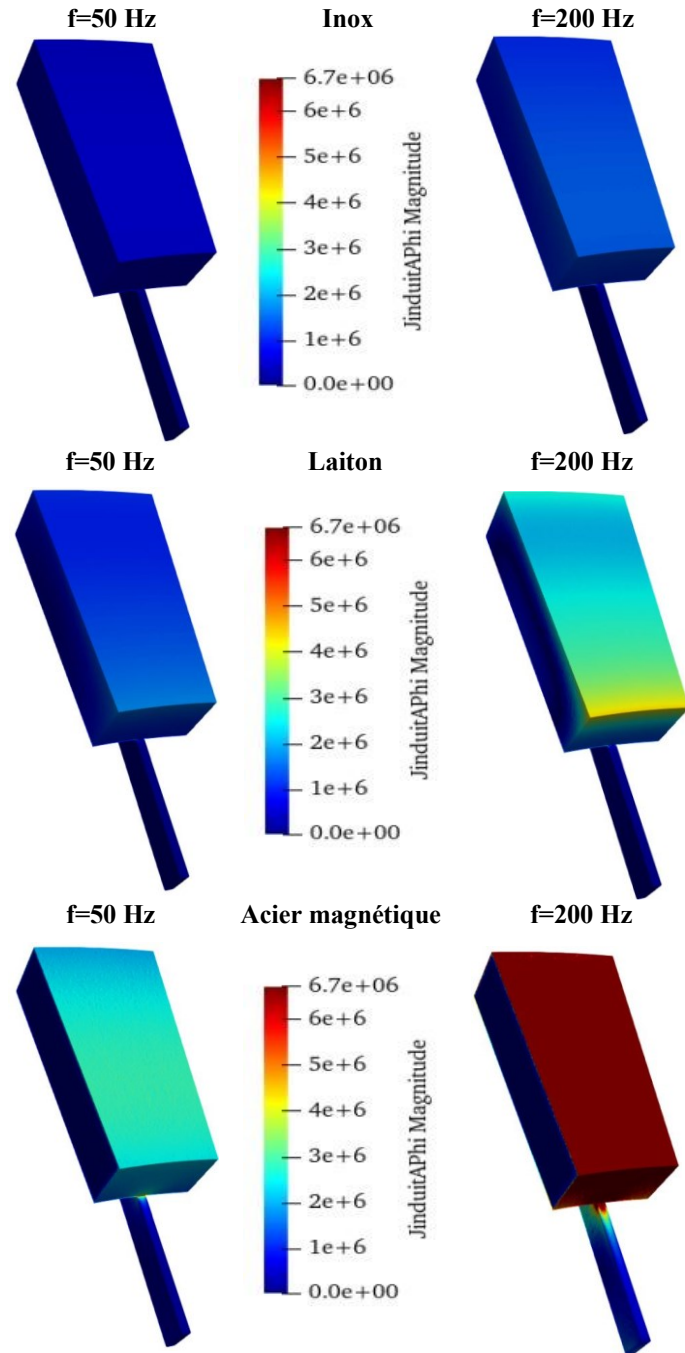 f=50 Hz Inox f=200 Hz
6.7e+06
6e+6
5e+6
4e+6
3e+6
2e+6
1e+6
0.0e+00
JinduitAPhi Magnitude
f=50 Hz Laiton f=200 Hz
6.7e+06
6e+6
5e+6
4e+6
3e+6
2e+6
1e+6
0.0e+00
JinduitAPhi Magnitude
f=50 Hz Acier magnétique f=200 Hz
6.7e+06
6e+6
5e+6
4e+6
3e+6
2e+6
1e+6
0.0e+00
JinduitAPhi Magnitude